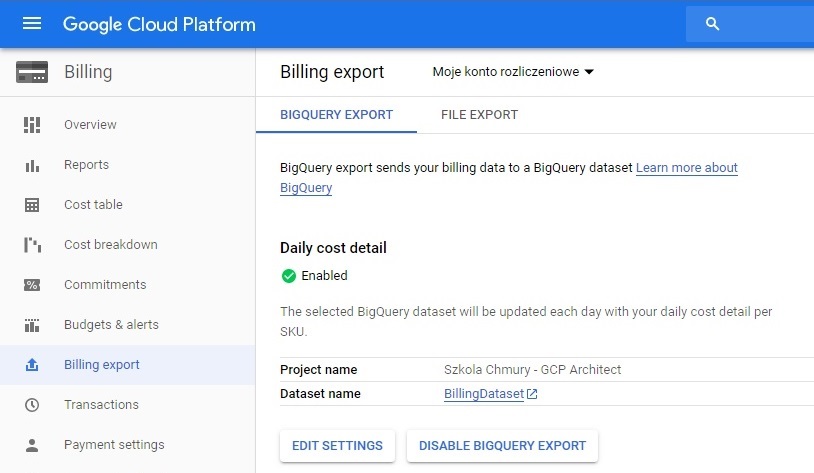 Google Cloud Platform
Billing
Billing export
Moje konto rozliczeniowe
Overview
Reports
Cost table
Cost breakdown
Commitments
Budgets & alerts
Billing export
Transactions
Payment settings
BIGQUERY EXPORT
FILE EXPORT
BigQuery export sends your billing data to a BigQuery dataset Learn more about
BigQuery
Daily cost detail
Enabled
The selected BigQuery dataset will be updated each day with your daily cost detail per
SKU.
Project name Szkola Chmury - GCP Architect
Dataset name BillingDataset
EDIT SETTINGS
DISABLE BIGQUERY EXPORT